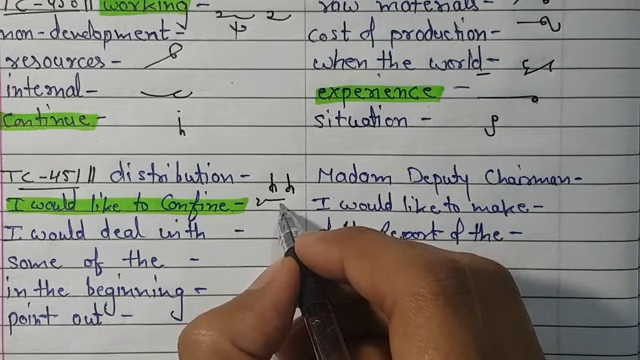 TC-450|| working -
non-development -
resources -
internal -
continue -
raw materials -
cost of production -
when the world -
experience -
situation -
TC-451|| distribution -
I would like to confine -
I would deal with -
some of the -
in the beginning -
point out -
Madam Deputy Chairman -
I would like to make -
Report of the -